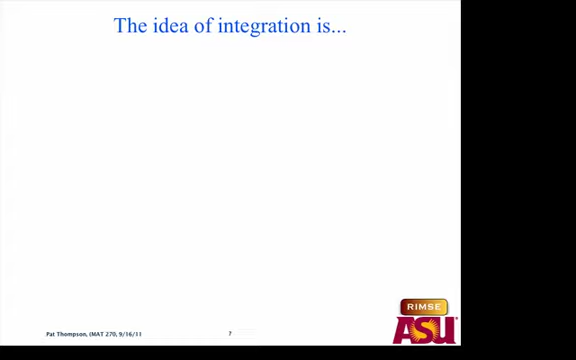 The idea of integration is...
RIMSE
ASU
Pat Thompson, (MAT 270, 9/16/11
7